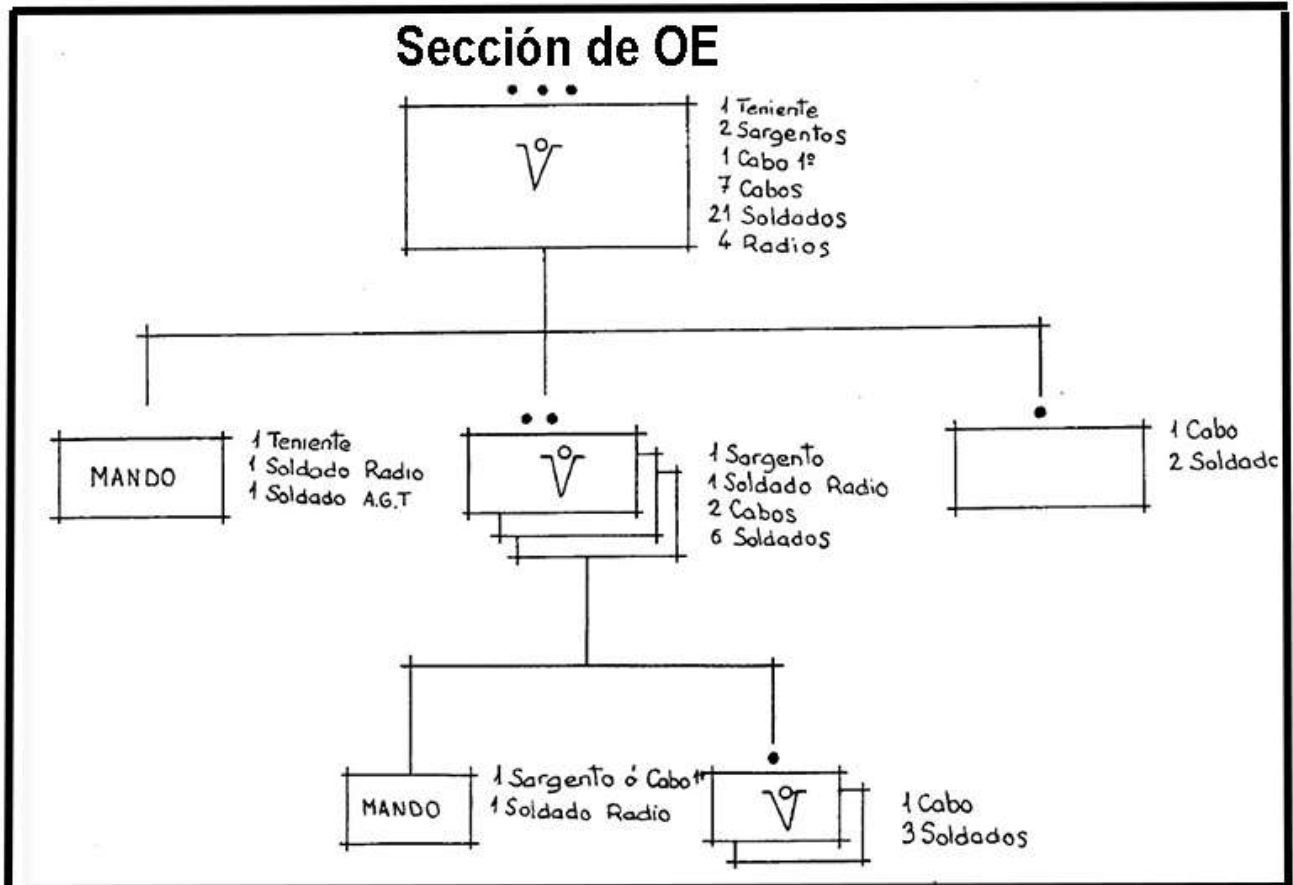 Sección de OE
1 Teniente
2 Sargentos
1 Cabo 1º
7 Cabos
21 Soldados
4 Radios
MANDO
1 Teniente
1 Soldado Radio
1 Soldado A.G.T
1 Sargento
1 Soldado Radio
2 Cabos
6 Soldados
1 Cabo
2 Soldado
MANDO
1 Sargento ó Cabo 1º
1 Soldado Radio
1 Cabo
3 Soldados